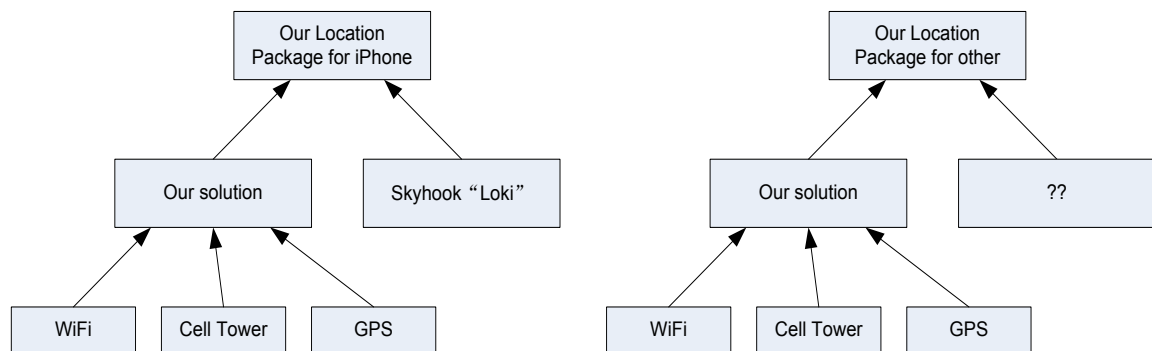 Our Location
Package for iPhone
Our Location
Package for other
Our solution
Skyhook “Loki”
Our solution
??
WiFi
Cell Tower
GPS
WiFi
Cell Tower
GPS